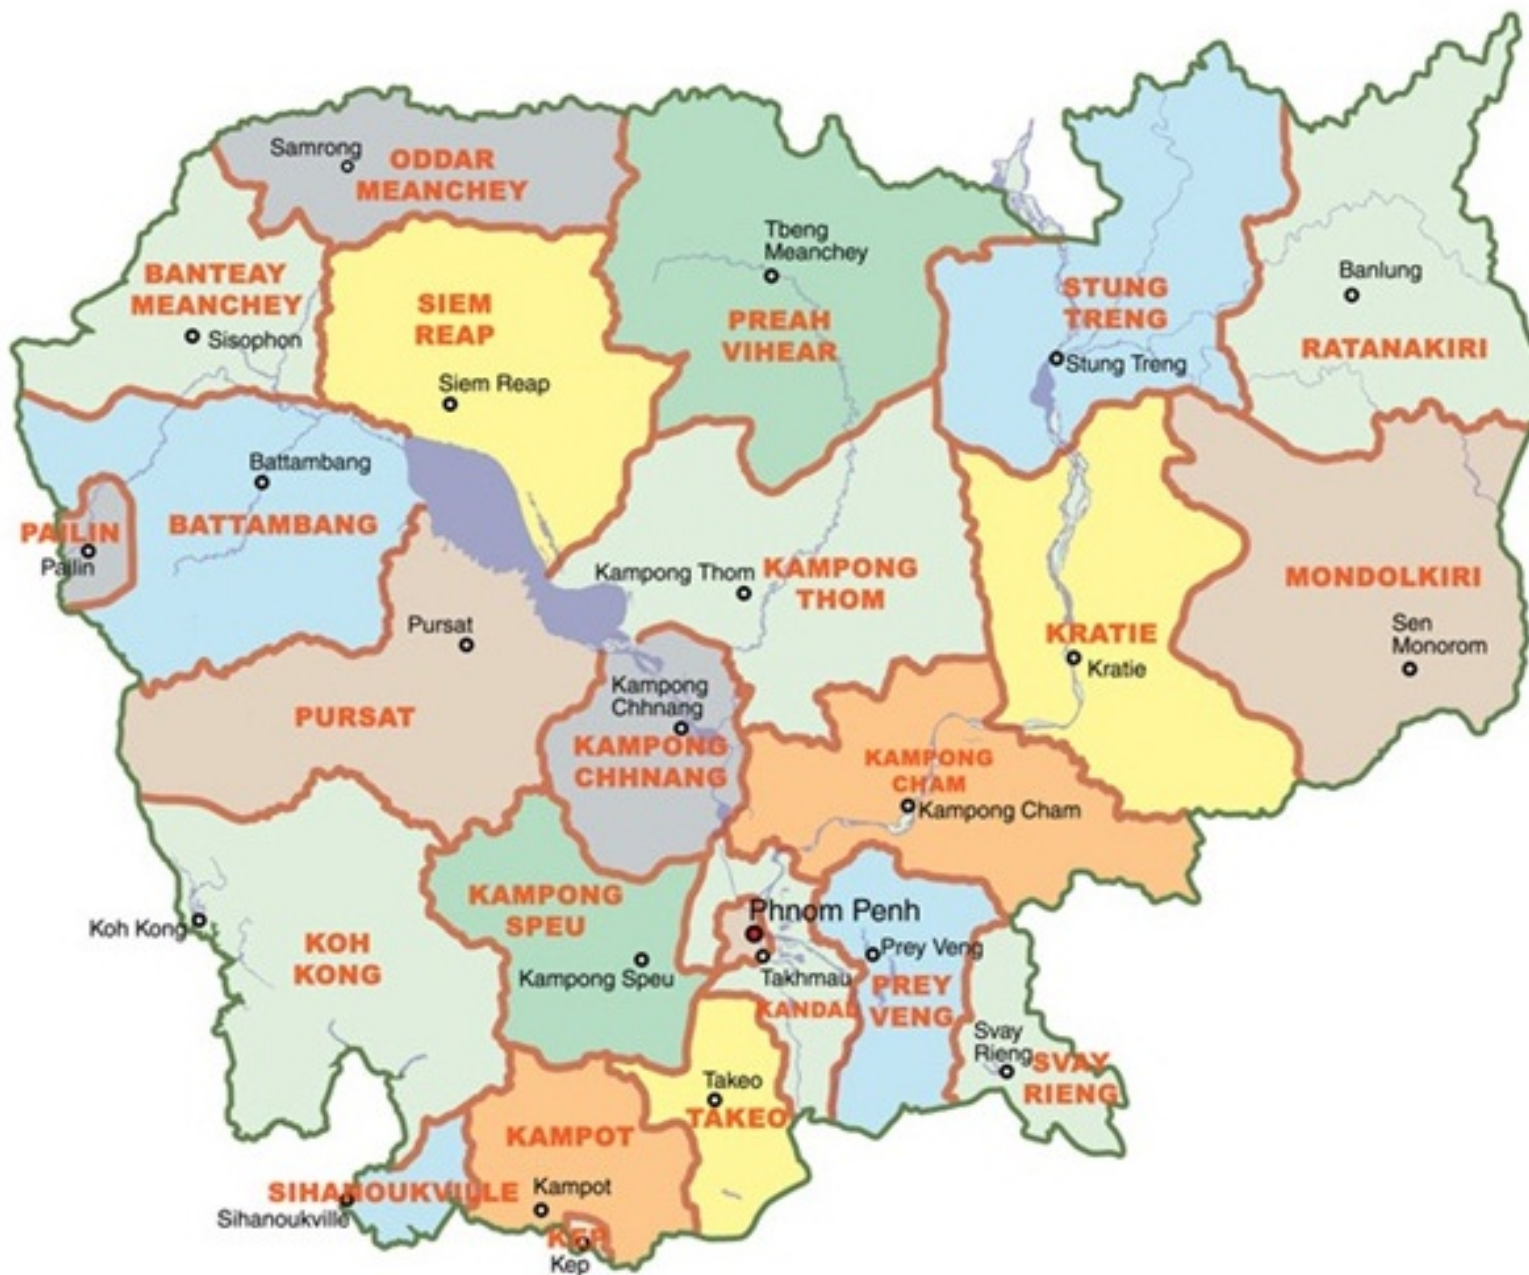 Samrong
ODDAR
MEANCHEY
Tbeng
Meanchey
BANTEAY
MEANCHEY
Sisophon
SIEM
REAP
Siem Reap
PREAH
VIHEAR
STUNG
TRENG
Stung Treng
Banlung
RATANAKIRI
Battambang
BATTAMBANG
PAILIN
Pailin
Kampong Thom
KAMPONG
THOM
MONDOLKIRI
Sen
Monorom
KRATIE
Kratie
Pursat
PURSAT
Kampong
Chhnang
KAMPONG
CHHNANG
KAMPONG
CHAM
Kampong Cham
Koh Kong
KOH
KONG
KAMPONG
SPEU
Kampong Speu
Phnom Penh
Takhmau
KANDAL
Prey Veng
PREY
VENG
Svay
Rieng
SVAY
RIENG
Takeo
TAKEO
KAMPOT
Kampot
SIHANOUKVILLE
Sihanoukville
KEP
Kep